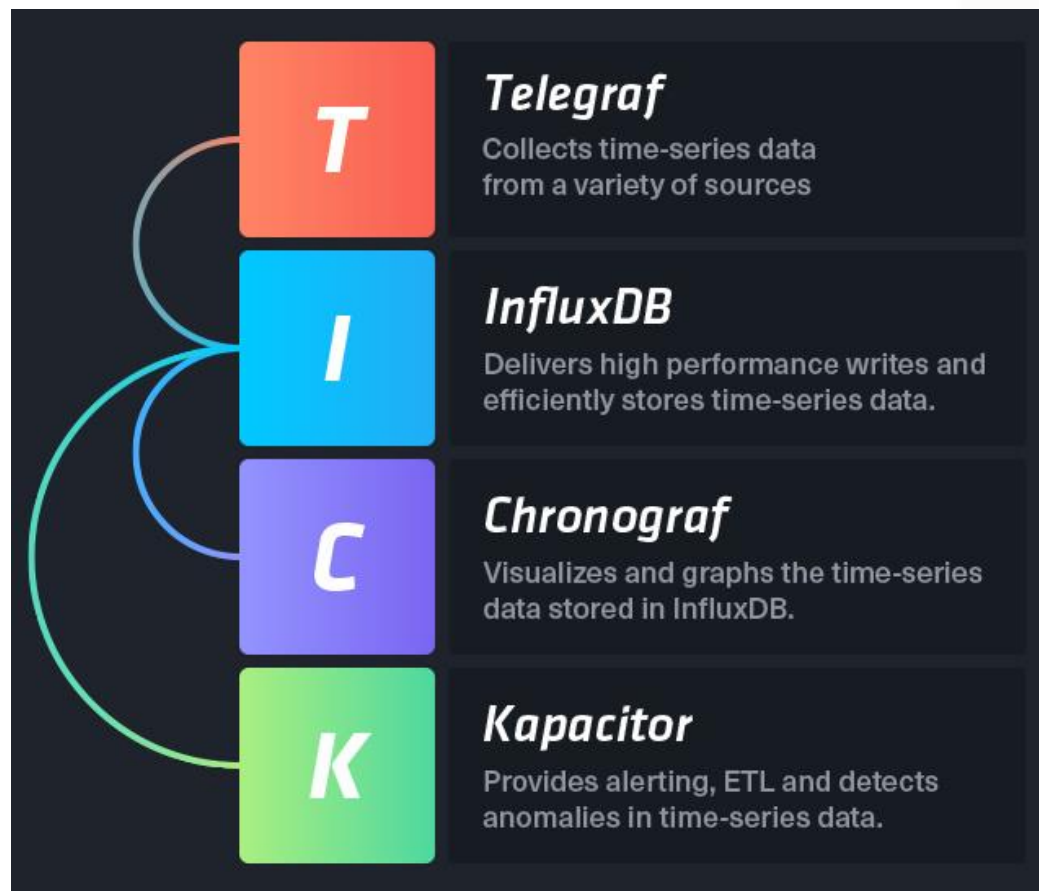 T
Telegraf
Collects time-series data
from a variety of sources
I
InfluxDB
Delivers high performance writes and
efficiently stores time-series data.
C
Chronograf
Visualizes and graphs the time-series
data stored in InfluxDB.
K
Kapacitor
Provides alerting, ETL and detects
anomalies in time-series data.